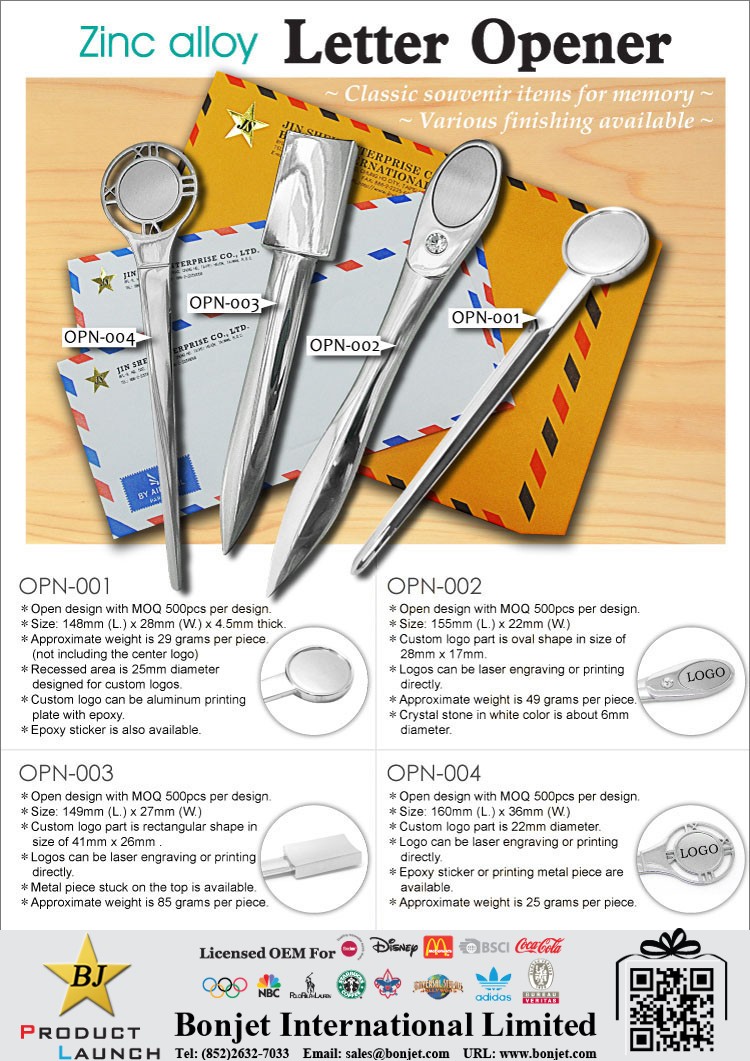 Zinc alloy Letter Opener
~ Classic souvenir items for memory ~
~ Various finishing available ~
JS
JIN SHE
ERPRISE C
RNATIONA
TERPRISE CO., LTD.
JIN
JIN SHE
ERPRISE CO., LTD.
BY AI
OPN-004
OPN-003
OPN-002
OPN-001
OPN-001
* Open design with MOQ 500pcs per design.
* Size: 148mm (L.) x 28mm (W.) x 4.5mm thick.
* Approximate weight is 29 grams per piece.
(not including the center logo)
* Recessed area is 25mm diameter
designed for custom logos.
* Custom logo can be aluminum printing
plate with epoxy.
* Epoxy sticker is also available.
OPN-002
* Open design with MOQ 500pcs per design.
* Size: 155mm (L.) x 22mm (W.)
* Custom logo part is oval shape in size of
28mm x 17mm.
* Logos can be laser engraving or printing
directly.
* Approximate weight is 49 grams per piece.
* Crystal stone in white color is about 6mm
diameter.
LOGO
OPN-003
* Open design with MOQ 500pcs per design.
* Size: 149mm (L.) x 27mm (W.)
* Custom logo part is rectangular shape in
size of 41mm x 26mm .
* Logos can be laser engraving or printing
directly.
* Metal piece stuck on the top is available.
* Approximate weight is 85 grams per piece.
OPN-004
* Open design with MOQ 500pcs per design.
* Size: 160mm (L.) x 36mm (W.)
* Custom logo part is 22mm diameter.
* Logo can be laser engraving or printing
directly.
* Epoxy sticker or printing metal piece are
available.
* Approximate weight is 25 grams per piece.
LOGO
BJ
PRODUCT
LAUNCH
Licensed OEM For
Disney
McDonald's
BSCI
Coca-Cola
NBC
POLO RALPH LAUREN
STARBUCKS
UNIVERSAL STUDIOS
adidas
BUREAU
VERITAS
Bonjet International Limited
Tel: (852)2632-7033 Email: sales@bonjet.com URL: www.bonjet.com